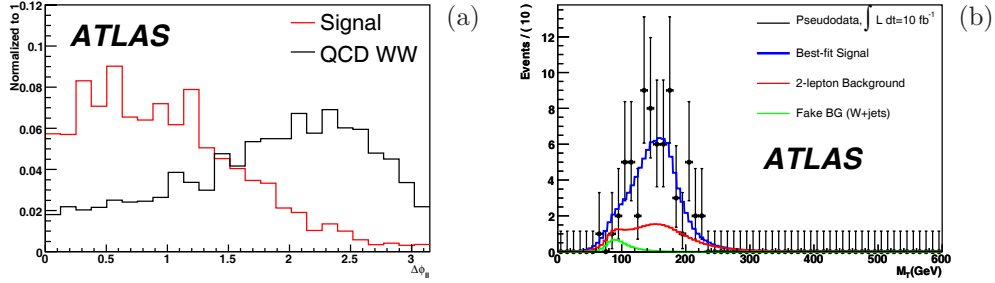 (a)
Normalized to 1
ATLAS
Signal
QCD WW
0.12
0.1
0.08
0.06
0.04
0.02
0
0 0.5 1 1.5 2 2.5 3
Δϕll
(b)
Events / ( 10 )
Pseudodata, ∫ L dt=10 fb-1
Best-fit Signal
2-lepton Background
Fake BG (W+jets)
ATLAS
12
10
8
6
4
2
0
0 100 200 300 400 500 600
MT(GeV)